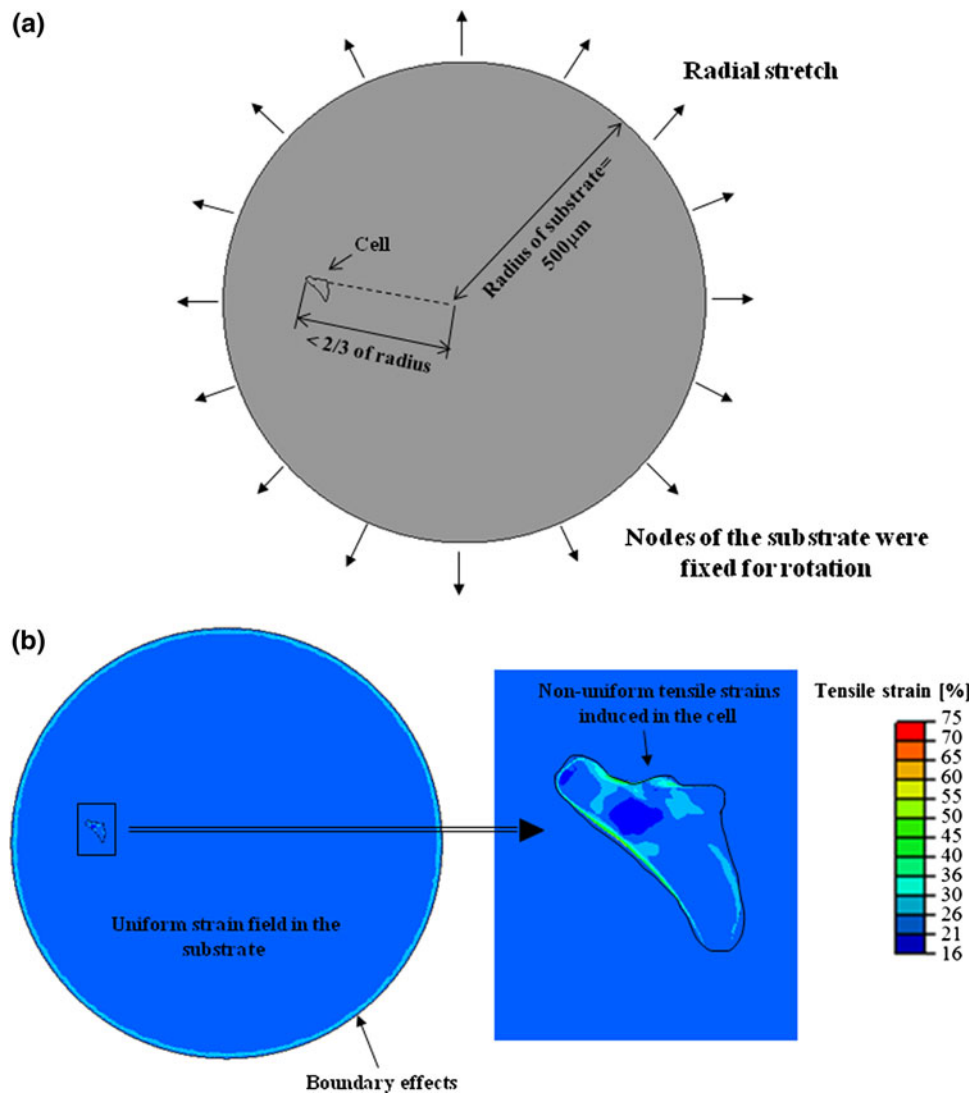 (a)
Radial stretch
Radius of substrate=
500µm
Cell
< 2/3 of radius
Nodes of the substrate were
fixed for rotation
(b)
Non-uniform tensile strains
induced in the cell
Tensile strain [%]
75
70
65
60
55
50
45
40
36
30
26
21
16
Uniform strain field in the
substrate
Boundary effects